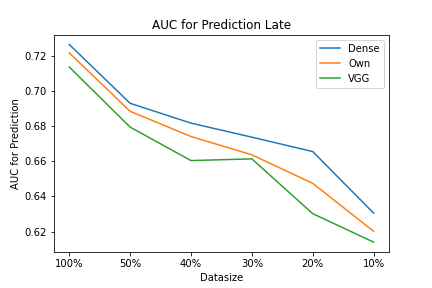 AUC for Prediction Late
Dense
Own
VGG
AUC for Prediction
0.72
0.70
0.68
0.66
0.64
0.62
100% 50% 40% 30% 20% 10%
Datasize